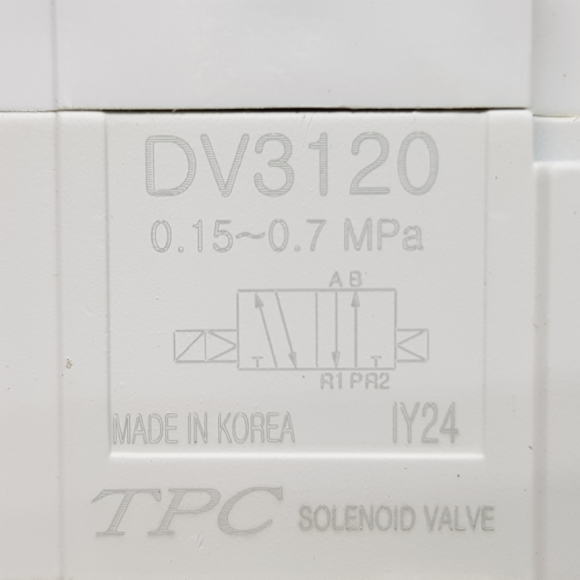 DV3120
0.15~0.7 MPa
A B
T T
R1 P R2
MADE IN KOREA IY24
TPC SOLENOID VALVE